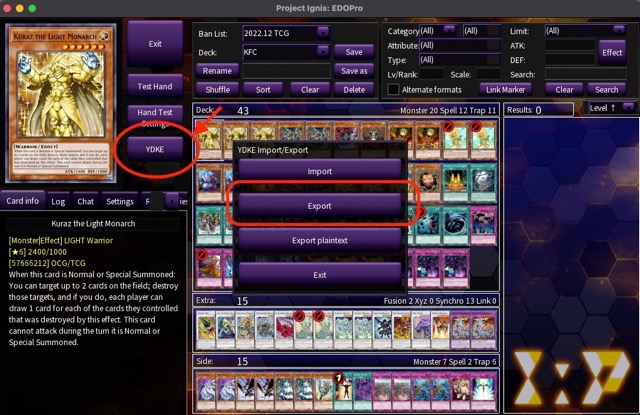 Project Ignis: EDOPro
Kuraz the Light Monarch
[Warrior/Effect]
ATK/2400 DEF/1000
Exit
Test Hand
Hand Test
Settings
YDKE
Ban List:
2022.12 TCG
Deck:
KFC
Save
Rename
Save as
Shuffle
Sort
Clear
Delete
Category:
(All)
(All)
Limit:
(All)
Attribute:
(All)
ATK:
Type:
(All)
DEF:
Effect
Lv/Rank:
Scale:
Search:
Alternate formats
Link Marker
Clear
Search
Deck:
43
Monster 20 Spell 12 Trap 11
Results: 0
Level ↑
YDKE Import/Export
Import
Export
Export plaintext
Exit
Card info
Log
Chat
Settings
Kuraz the Light Monarch
[Monster|Effect] LIGHT Warrior
[★6] 2400/1000
[57666212] OCG/TCG
When this card is Normal or Special Summoned:
You can target up to 2 cards on the field; destroy
those targets, and if you do, each player can
draw 1 card for each of the cards they controlled
that was destroyed by this effect. This card cannot
attack during the turn it is Normal or
Special Summoned.
Extra:
15
Fusion 2 Xyz 0 Synchro 13 Link 0
Side:
15
Monster 7 Spell 2 Trap 6
1